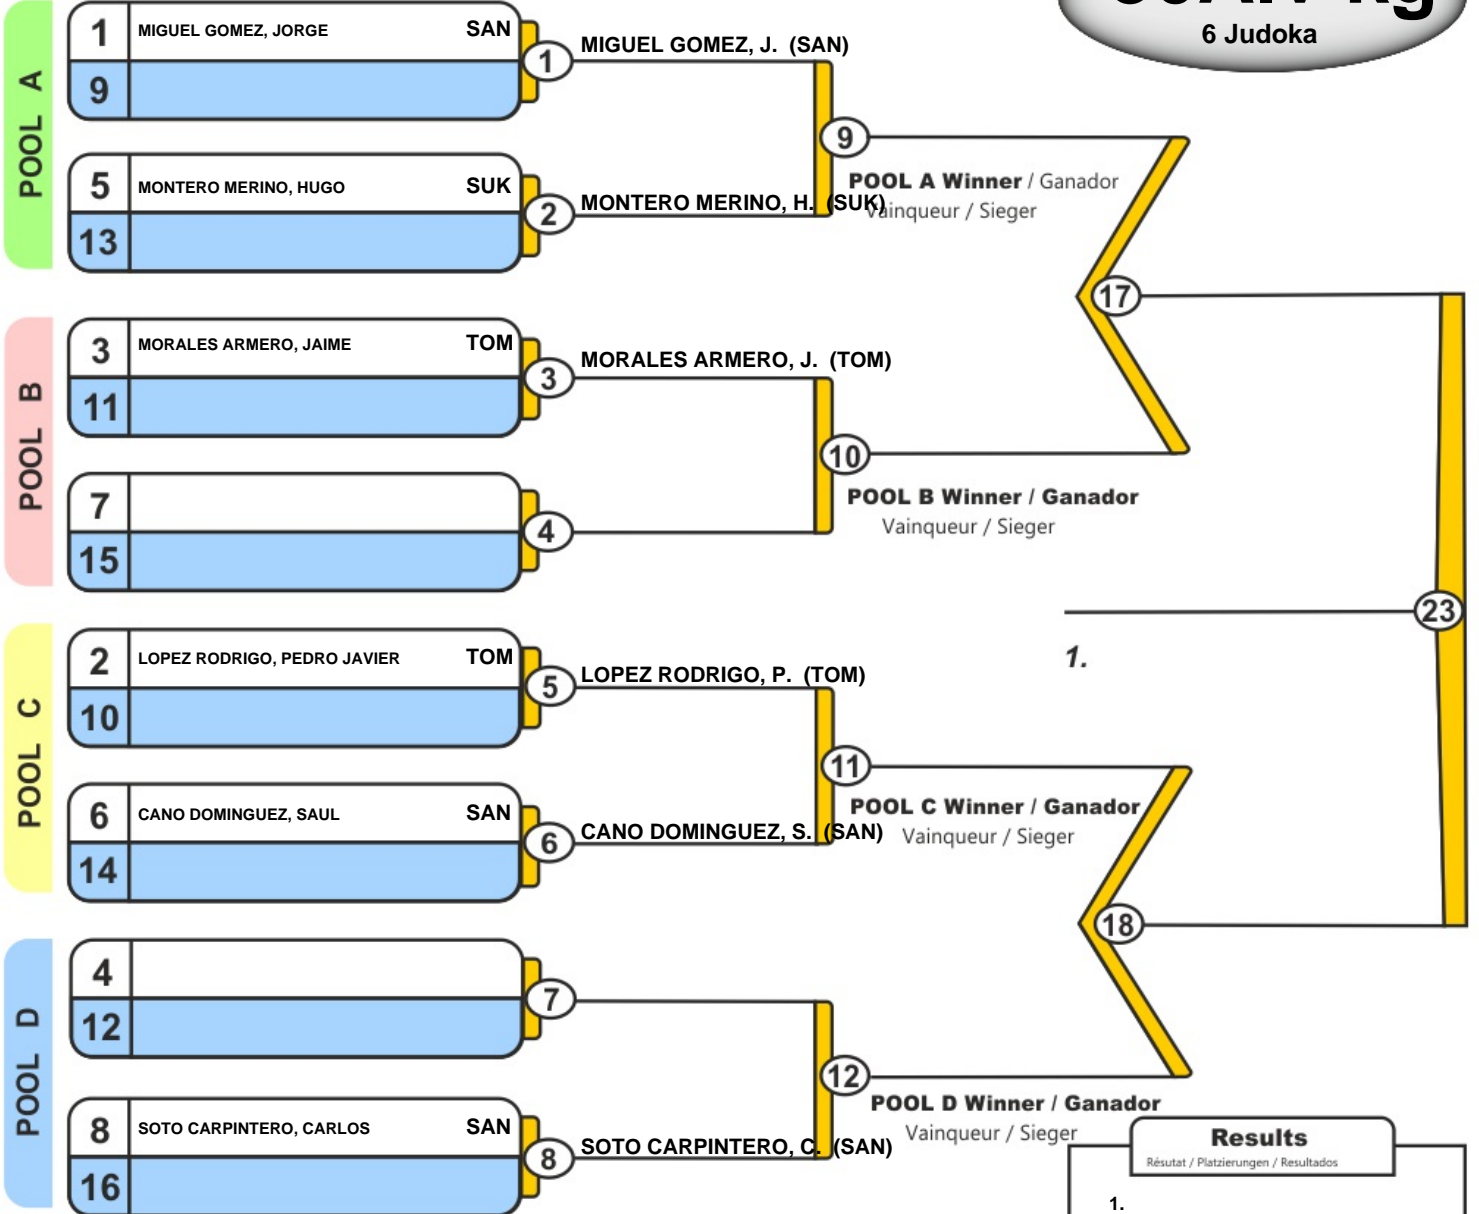 6 Judoka
POOL A
1 MIGUEL GOMEZ, JORGE SAN
9
1
MIGUEL GOMEZ, J. (SAN)
5 MONTERO MERINO, HUGO SUK
13
2
MONTERO MERINO, H. (SUK)
9
POOL A Winner / Ganador
Vainqueur / Sieger
POOL B
3 MORALES ARMERO, JAIME TOM
11
3
MORALES ARMERO, J. (TOM)
7
15
4
10
POOL B Winner / Ganador
Vainqueur / Sieger
17
POOL C
2 LOPEZ RODRIGO, PEDRO JAVIER TOM
10
5
LOPEZ RODRIGO, P. (TOM)
6 CANO DOMINGUEZ, SAUL SAN
14
6
CANO DOMINGUEZ, S. (SAN)
11
POOL C Winner / Ganador
Vainqueur / Sieger
POOL D
4
12
7
8 SOTO CARPINTERO, CARLOS SAN
16
8
SOTO CARPINTERO, C. (SAN)
12
POOL D Winner / Ganador
Vainqueur / Sieger
18
23
1.
Results
Résutat / Platzierungen / Resultados
1.